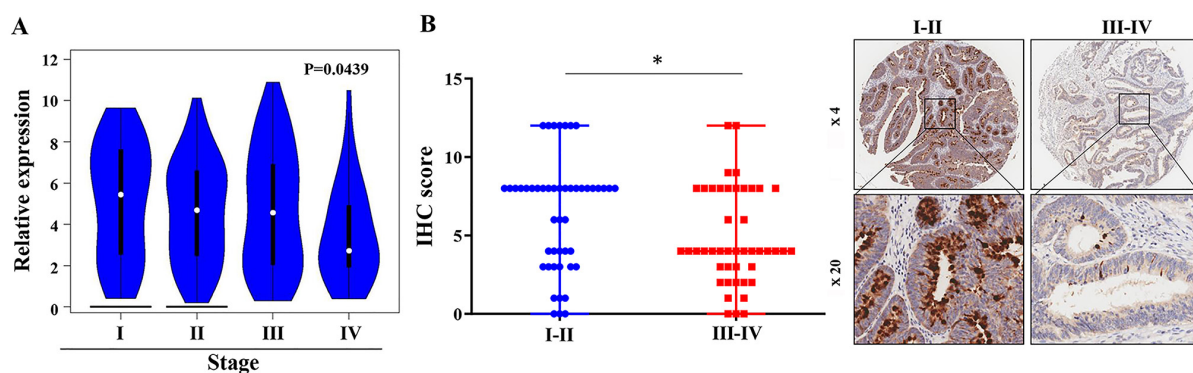 A
Relative expression
12
10
8
6
4
2
0
P=0.0439
I II III IV
Stage
B
IHC score
15
10
5
0
*
I-II III-IV
I-II III-IV
x 4
x 20